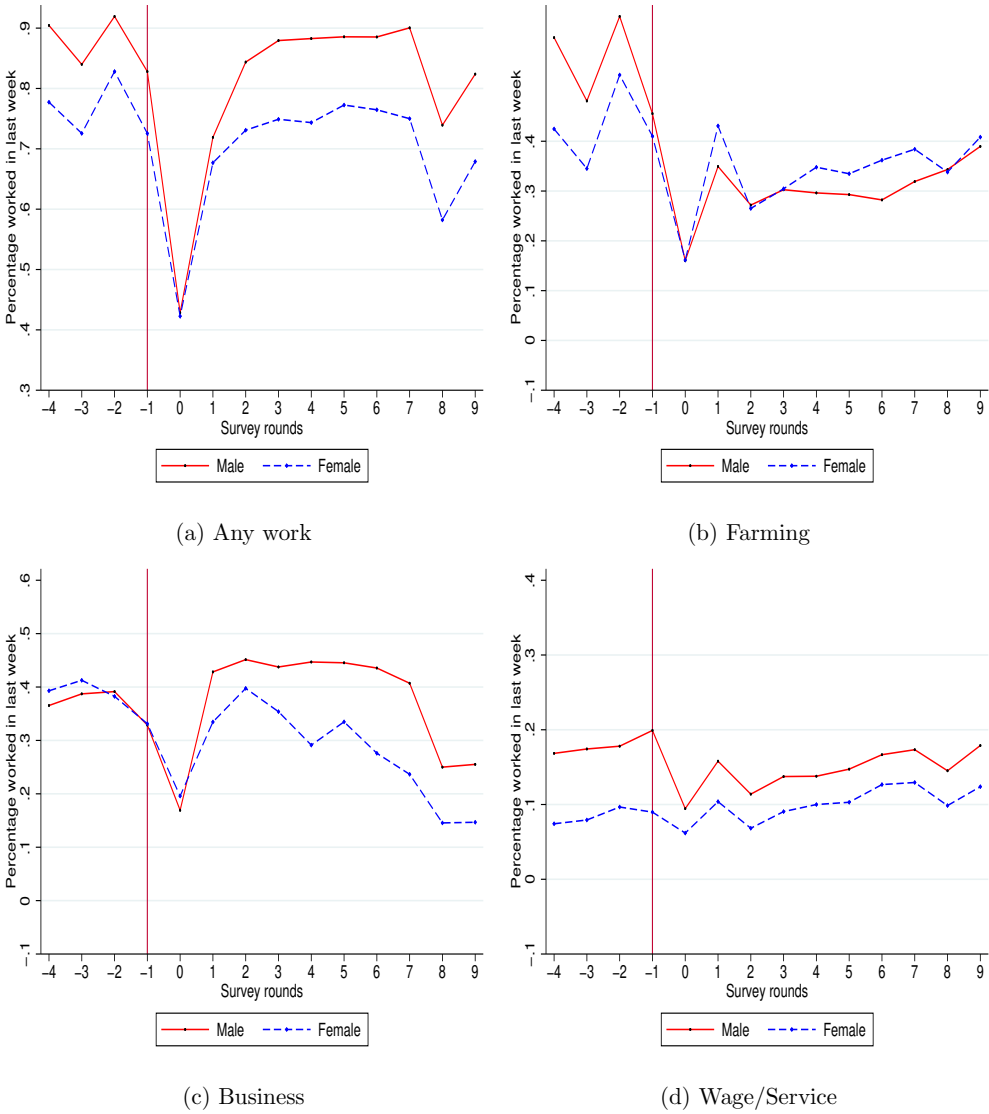 Percentage worked in last week
.3 .4 .5 .6 .7 .8 .9
−4 −3 −2 −1 0 1 2 3 4 5 6 7 8 9
Survey rounds
Male Female
(a) Any work
Percentage worked in last week
−.1 0 .1 .2 .3 .4
−4 −3 −2 −1 0 1 2 3 4 5 6 7 8 9
Survey rounds
Male Female
(b) Farming
Percentage worked in last week
−.1 0 .1 .2 .3 .4 .5 .6
−4 −3 −2 −1 0 1 2 3 4 5 6 7 8 9
Survey rounds
Male Female
(c) Business
Percentage worked in last week
−.1 0 .1 .2 .3 .4
−4 −3 −2 −1 0 1 2 3 4 5 6 7 8 9
Survey rounds
Male Female
(d) Wage/Service